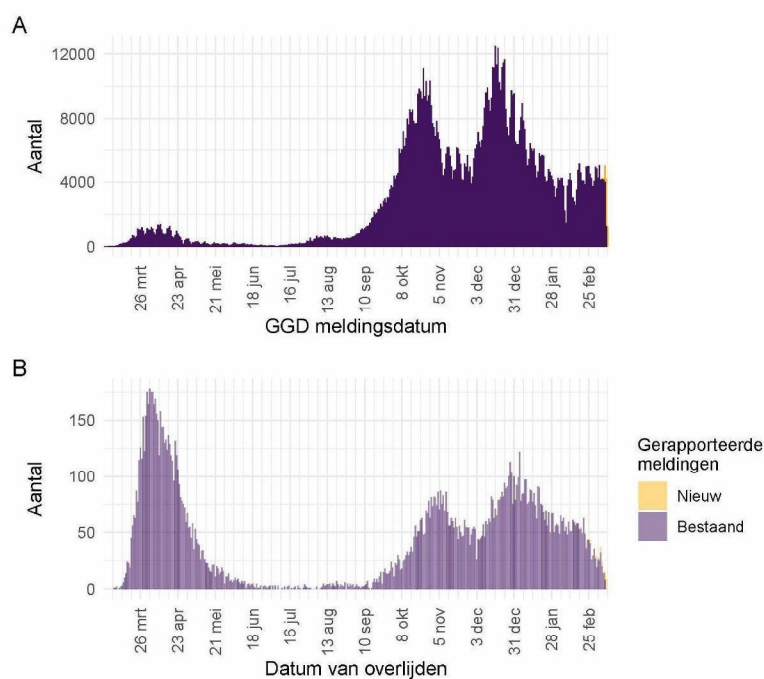 A
Aantal
12000
8000
4000
0
26 mrt
23 apr
21 mei
18 jun
16 jul
13 aug
10 sep
8 okt
5 nov
3 dec
31 dec
28 jan
25 feb
GGD meldingsdatum
B
Aantal
150
100
50
0
26 mrt
23 apr
21 mei
18 jun
16 jul
13 aug
10 sep
8 okt
5 nov
3 dec
31 dec
28 jan
25 feb
Datum van overlijden
Gerapporteerde
meldingen
Nieuw
Bestaand